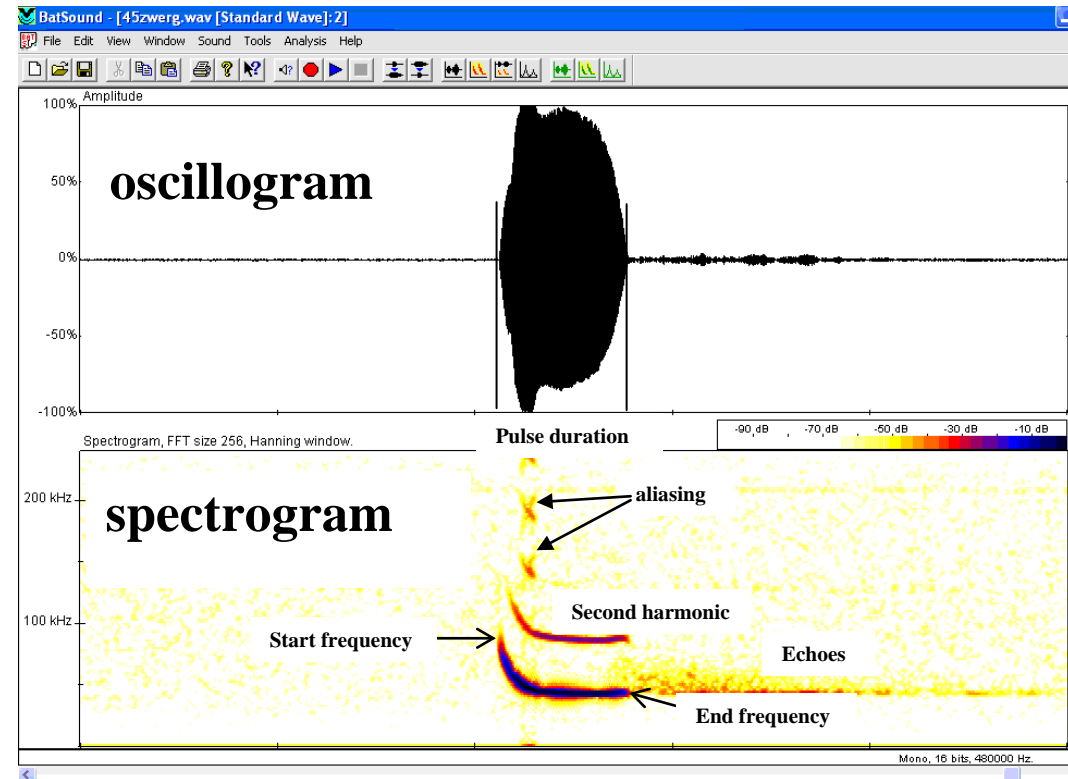 BatSound - [45zwerg.wav [Standard Wave]:2]
File Edit View Window Sound Tools Analysis Help
Amplitude
100%
50%
0%
-50%
-100%
oscillogram
Pulse duration
Spectrogram, FFT size 256, Hanning window.
-90 dB , -70 dB , -50 dB -30 dB -10 dB
200 kHz
100 kHz
spectrogram
aliasing
Second harmonic
Start frequency
Echoes
End frequency
Mono, 16 bits, 480000 Hz.